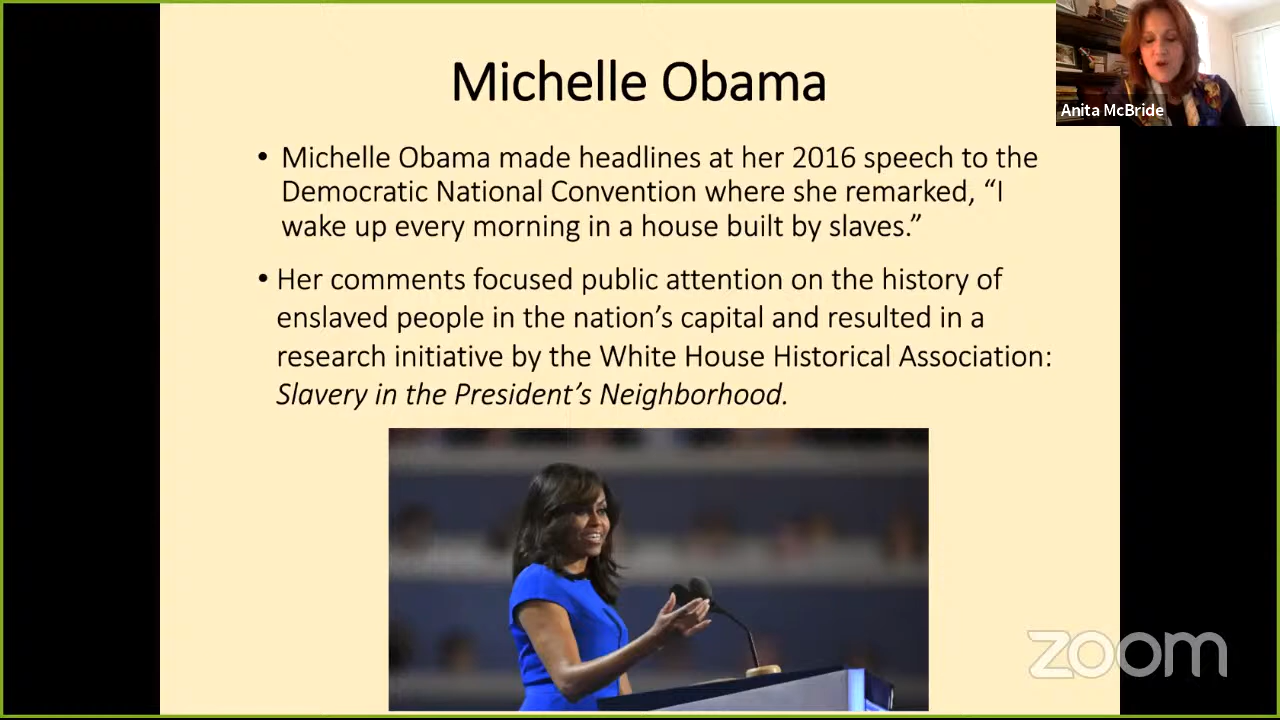 Michelle Obama
Anita McBride
• Michelle Obama made headlines at her 2016 speech to the
Democratic National Convention where she remarked, “I
wake up every morning in a house built by slaves.”
• Her comments focused public attention on the history of
enslaved people in the nation’s capital and resulted in a
research initiative by the White House Historical Association:
Slavery in the President’s Neighborhood.
zoom